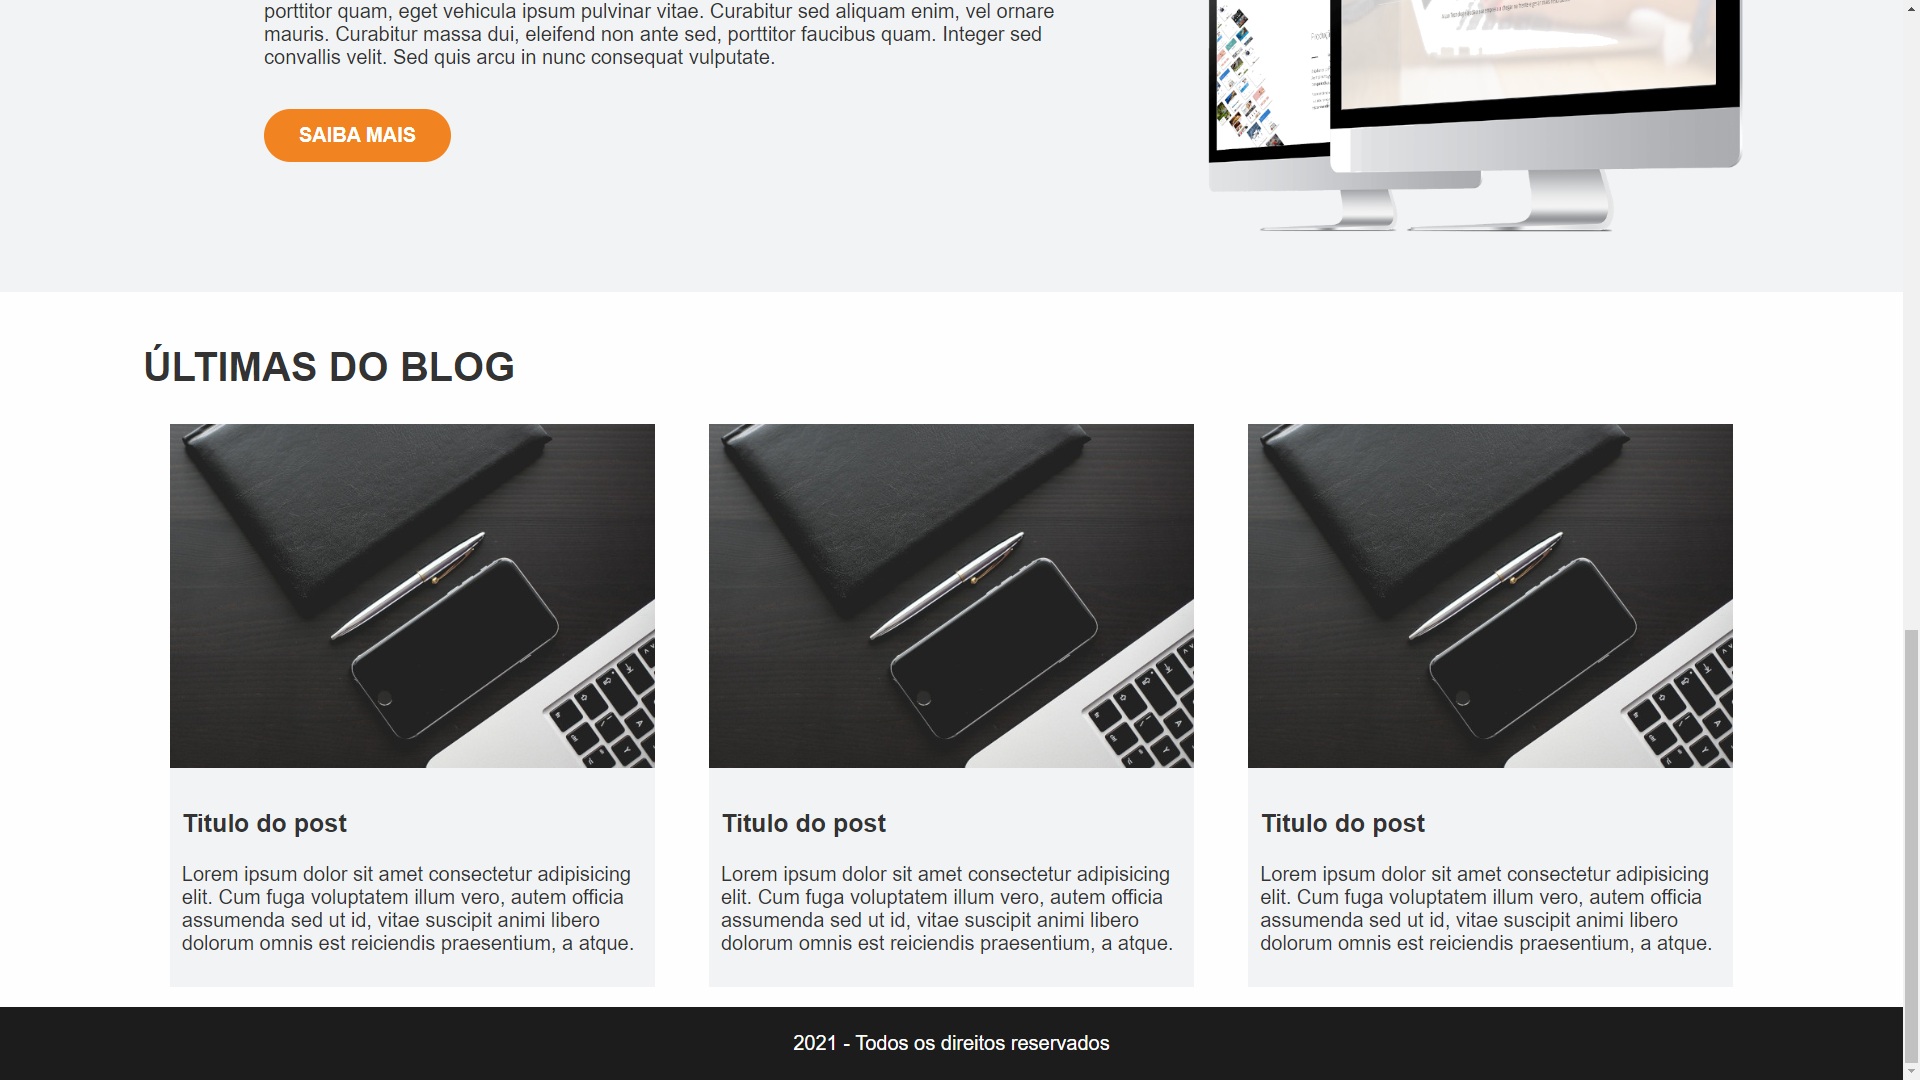 porttitor quam, eget vehicula ipsum pulvinar vitae. Curabitur sed aliquam enim, vel ornare
mauris. Curabitur massa dui, eleifend non ante sed, porttitor faucibus quam. Integer sed
convallis velit. Sed quis arcu in nunc consequat vulputate.
SAIBA MAIS
ÚLTIMAS DO BLOG
Titulo do post
Lorem ipsum dolor sit amet consectetur adipisicing
elit. Cum fuga voluptatem illum vero, autem officia
assumenda sed ut id, vitae suscipit animi libero
dolorum omnis est reiciendis praesentium, a atque.
Titulo do post
Lorem ipsum dolor sit amet consectetur adipisicing
elit. Cum fuga voluptatem illum vero, autem officia
assumenda sed ut id, vitae suscipit animi libero
dolorum omnis est reiciendis praesentium, a atque.
Titulo do post
Lorem ipsum dolor sit amet consectetur adipisicing
elit. Cum fuga voluptatem illum vero, autem officia
assumenda sed ut id, vitae suscipit animi libero
dolorum omnis est reiciendis praesentium, a atque.
2021 - Todos os direitos reservados